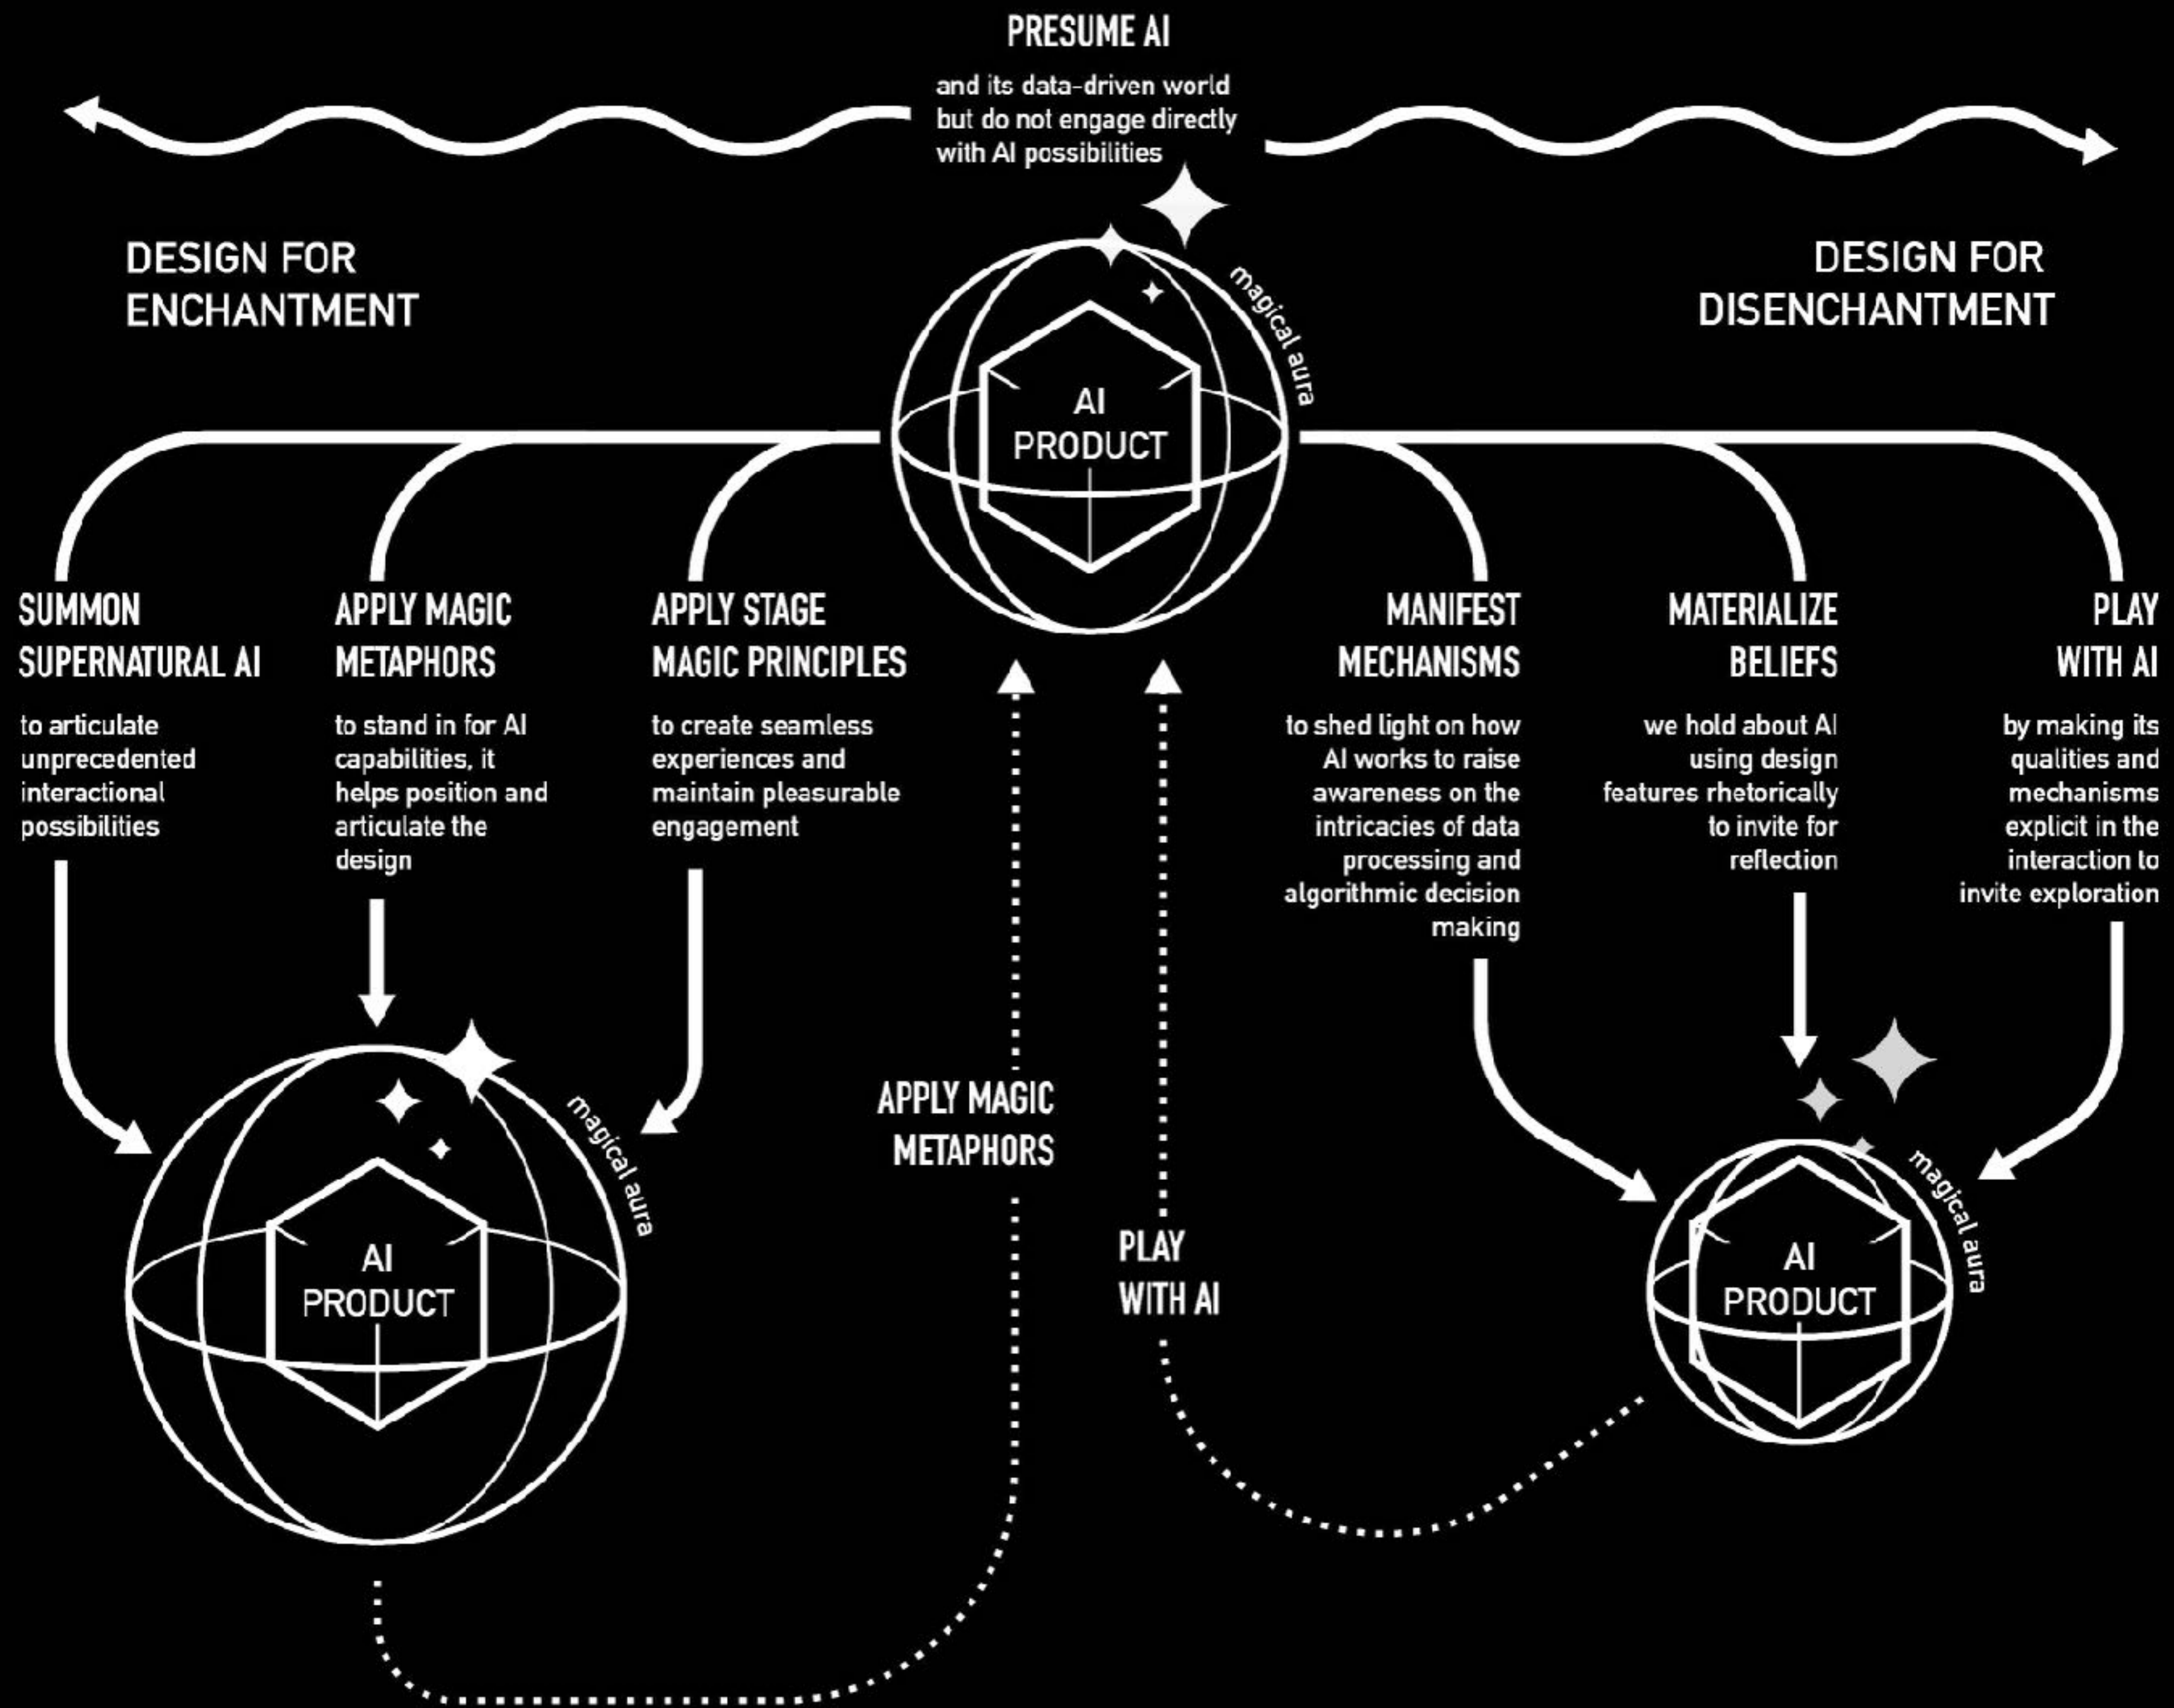 PRESUME AI
and its data-driven world
but do not engage directly
with AI possibilities
DESIGN FOR
ENCHANTMENT
DESIGN FOR
DISENCHANTMENT
magical aura
AI
PRODUCT
SUMMON
SUPERNATURAL AI
to articulate
unprecedented
interactional
possibilities
APPLY MAGIC
METAPHORS
to stand in for AI
capabilities, it
helps position and
articulate the
design
APPLY STAGE
MAGIC PRINCIPLES
to create seamless
experiences and
maintain pleasurable
engagement
MANIFEST
MECHANISMS
to shed light on how
AI works to raise
awareness on the
intricacies of data
processing and
algorithmic decision
making
MATERIALIZE
BELIEFS
we hold about AI
using design
features rhetorically
to invite for
reflection
PLAY
WITH AI
by making its
qualities and
mechanisms
explicit in the
interaction to
invite exploration
magical aura
AI
PRODUCT
APPLY MAGIC
METAPHORS
PLAY
WITH AI
magical aura
AI
PRODUCT